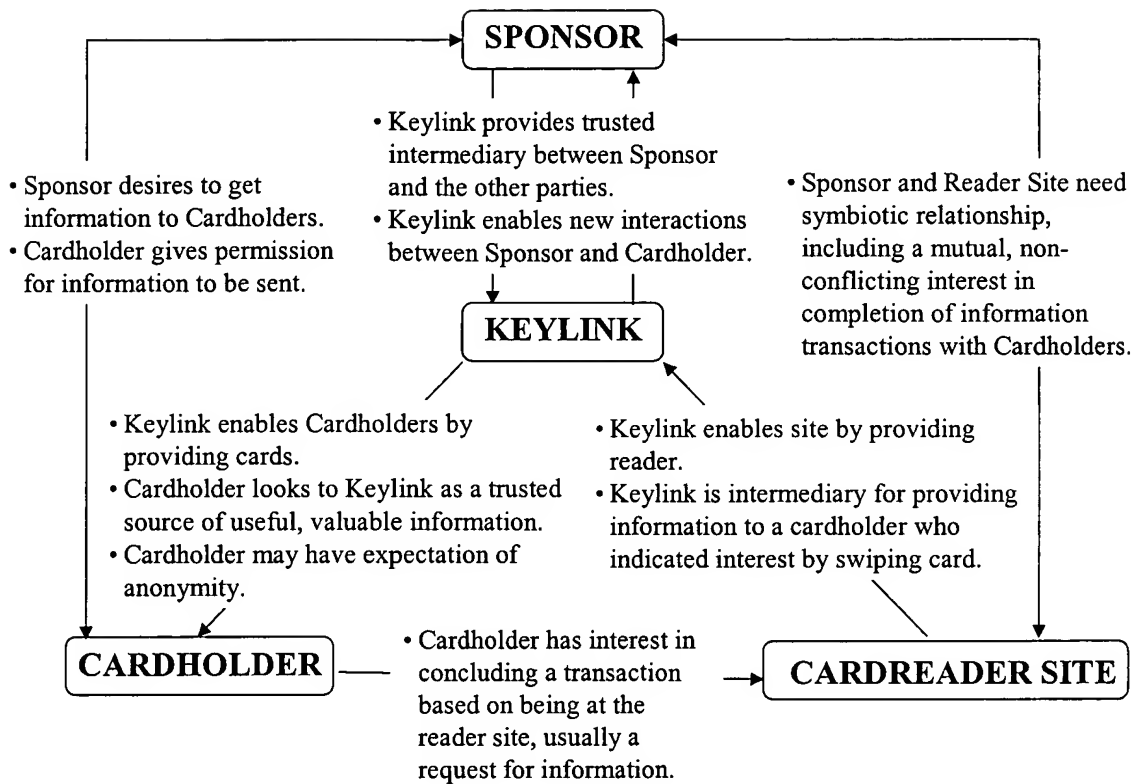 SPONSOR
• Keylink provides trusted
intermediary between Sponsor
and the other parties.
• Keylink enables new interactions
between Sponsor and Cardholder.
• Sponsor desires to get
information to Cardholders.
• Cardholder gives permission
for information to be sent.
• Sponsor and Reader Site need
symbiotic relationship,
including a mutual, non-
conflicting interest in
completion of information
transactions with Cardholders.
KEYLINK
• Keylink enables Cardholders by
providing cards.
• Cardholder looks to Keylink as a trusted
source of useful, valuable information.
• Cardholder may have expectation of
anonymity.
• Keylink enables site by providing
reader.
• Keylink is intermediary for providing
information to a cardholder who
indicated interest by swiping card.
CARDHOLDER
• Cardholder has interest in
concluding a transaction
based on being at the
reader site, usually a
request for information.
CARDREADER SITE